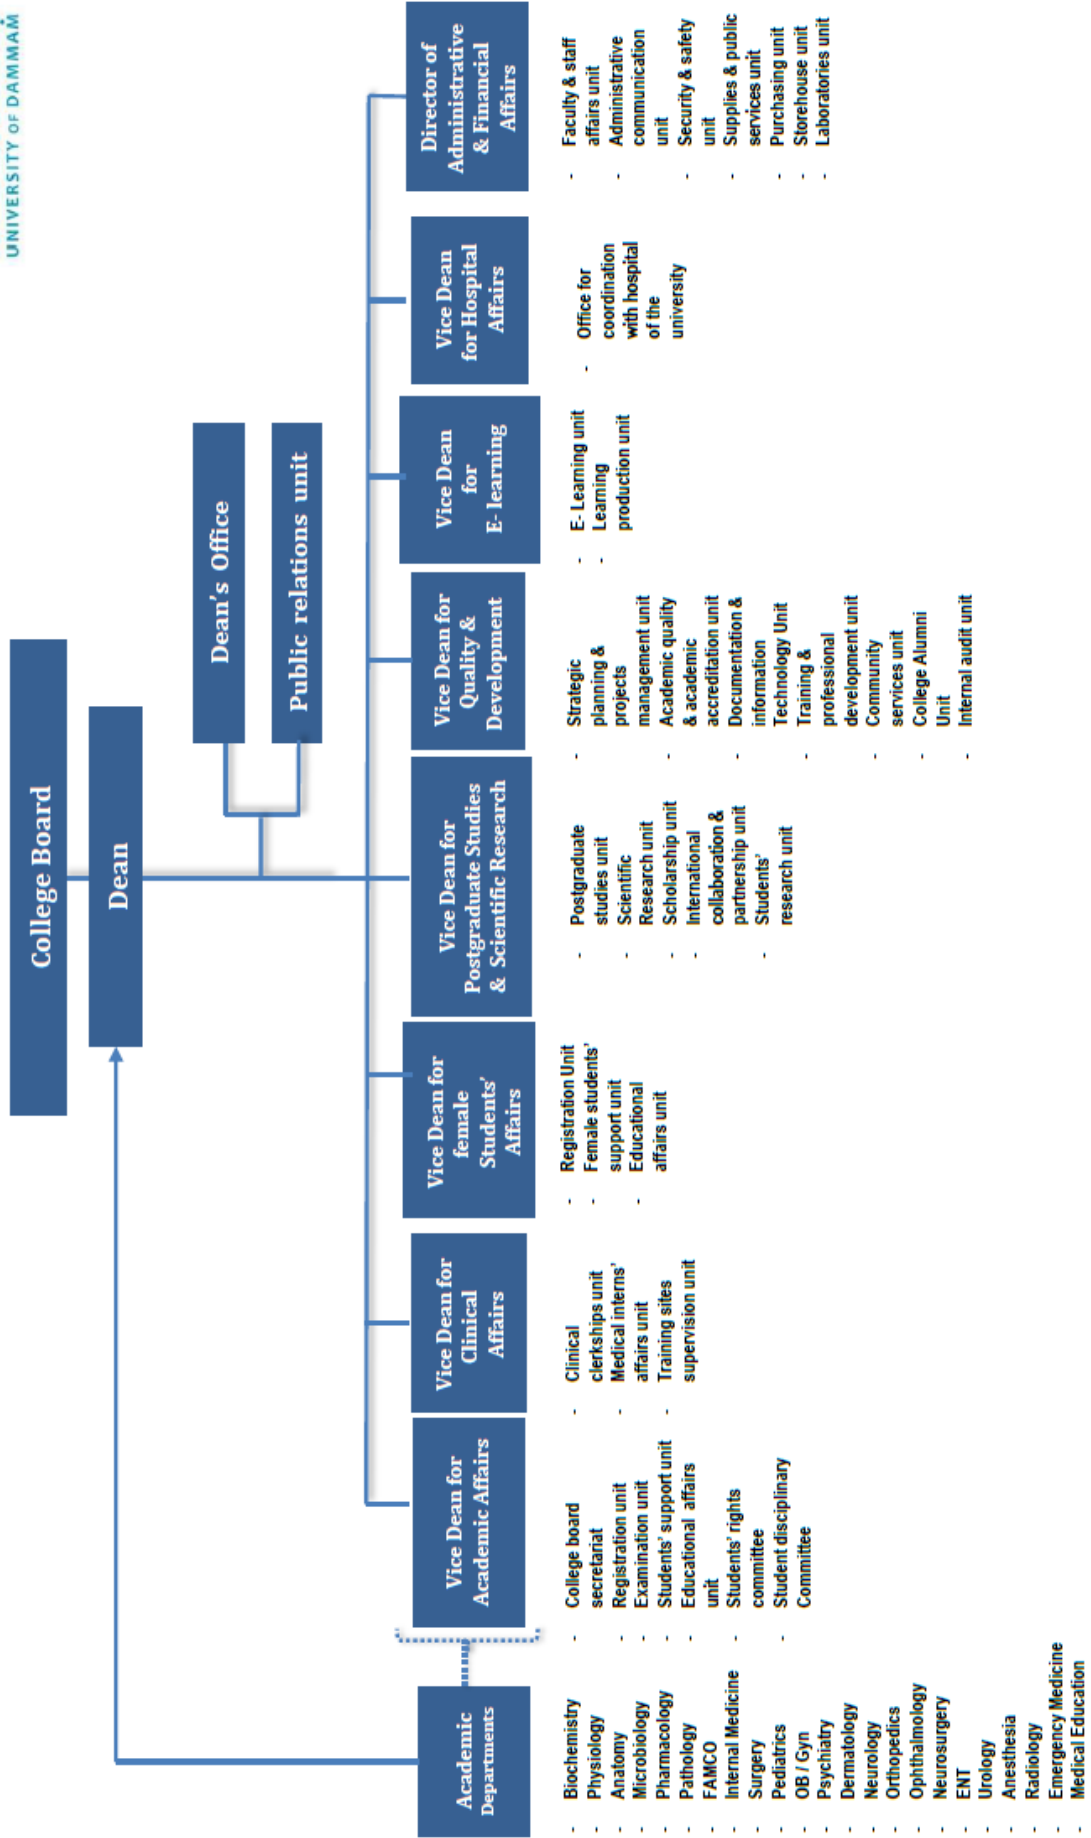 UNIVERSITY OF DAMMAM
College Board
Dean
Dean's Office
Public relations unit
Academic
Departments
Vice Dean for
Academic Affairs
Vice Dean for
Clinical
Affairs
Vice Dean for
female
Students'
Affairs
Vice Dean for
Postgraduate Studies
& Scientific Research
Vice Dean for
Quality &
Development
Vice Dean
for
E- learning
Vice Dean
for Hospital
Affairs
Director of
Administrative
& Financial
Affairs
- Biochemistry
- Physiology
- Anatomy
- Microbiology
- Pharmacology
- Pathology
- FAMCO
- Internal Medicine
- Surgery
- Pediatrics
- OB / Gyn
- Psychiatry
- Dermatology
- Neurology
- Orthopedics
- Ophthalmology
- Neurosurgery
- ENT
- Urology
- Anesthesia
- Radiology
- Emergency Medicine
- Medical Education
- College board
secretariat
- Registration unit
- Examination unit
- Students' support unit
- Educational affairs
unit
- Students' rights
committee
- Student disciplinary
Committee
- Clinical
clerkships unit
- Medical interns'
affairs unit
- Training sites
supervision unit
- Registration Unit
- Female students'
support unit
- Educational
affairs unit
- Postgraduate
studies unit
- Scientific
Research unit
- Scholarship unit
- International
collaboration &
partnership unit
- Students'
research unit
- Strategic
planning &
projects
management unit
- Academic quality
& academic
accreditation unit
- Documentation &
information
Technology Unit
- Training &
professional
development unit
- Community
services unit
- College Alumni
Unit
- Internal audit unit
- E- Learning unit
- Learning
production unit
- Office for
coordination
with hospital
of the
university
- Faculty & staff
affairs unit
- Administrative
communication
unit
- Security & safety
unit
- Supplies & public
services unit
- Purchasing unit
- Storehouse unit
- Laboratories unit